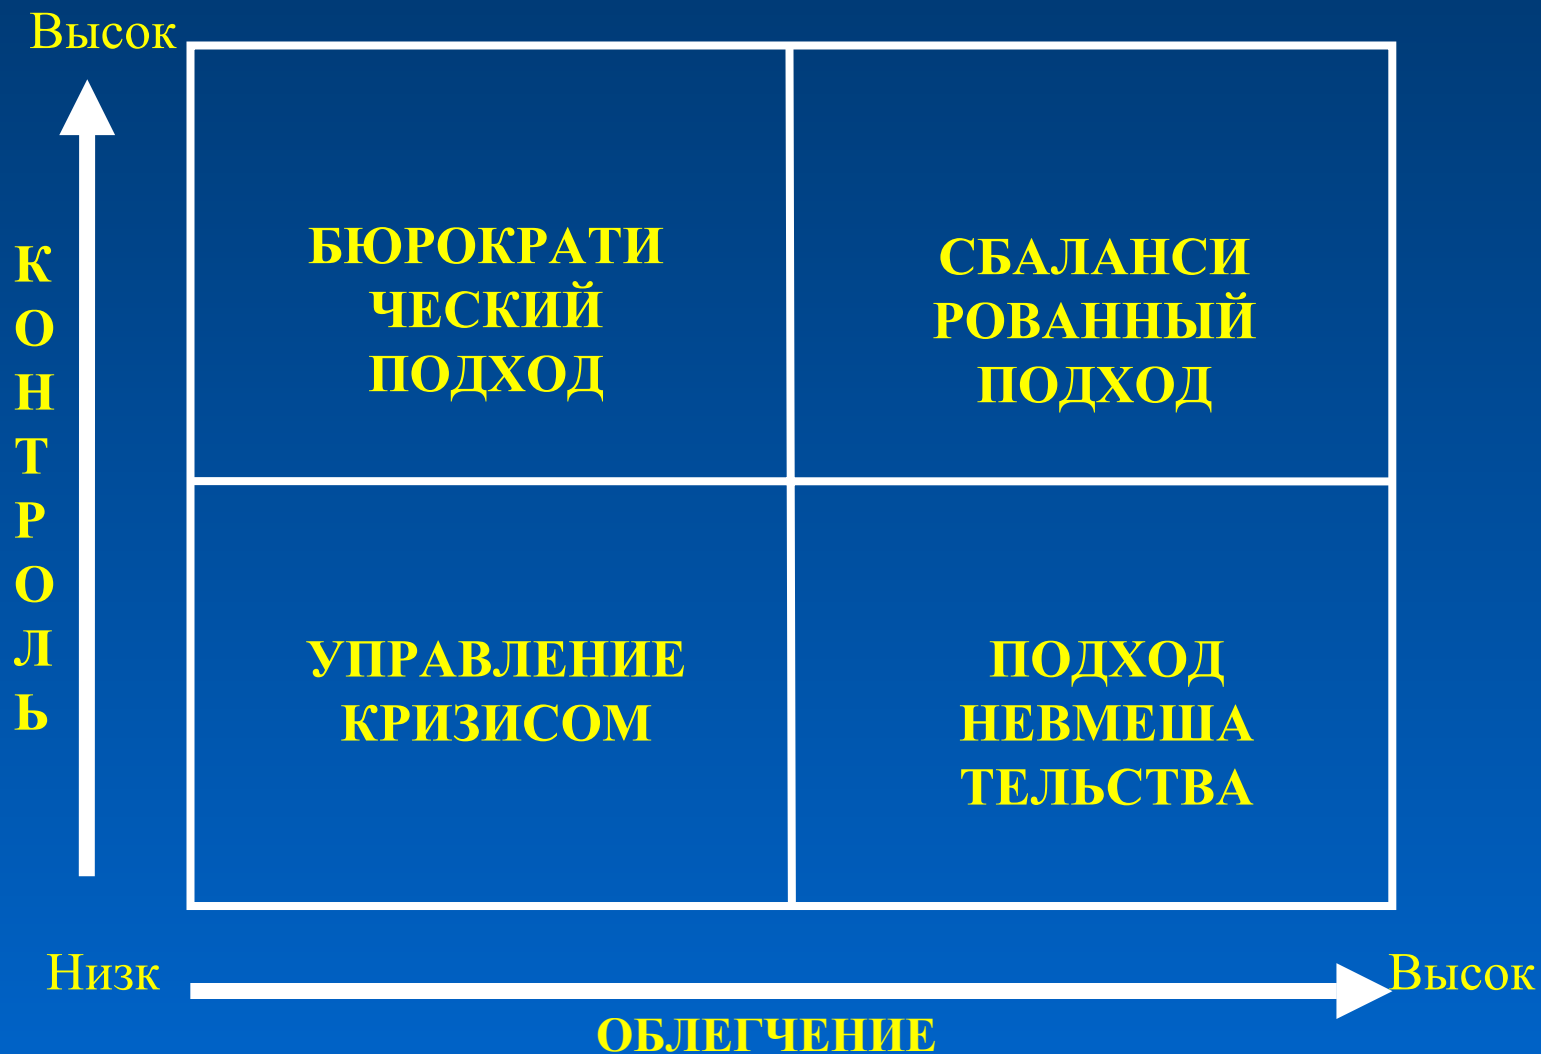 Высок
К
О
Н
Т
Р
О
Л
Ь
БЮРОКРАТИ
ЧЕСКИЙ
ПОДХОД
СБАЛАНСИ
РОВАННЫЙ
ПОДХОД
УПРАВЛЕНИЕ
КРИЗИСОМ
ПОДХОД
НЕВМЕША
ТЕЛЬСТВА
Низк
Высок
ОБЛЕГЧЕНИЕ